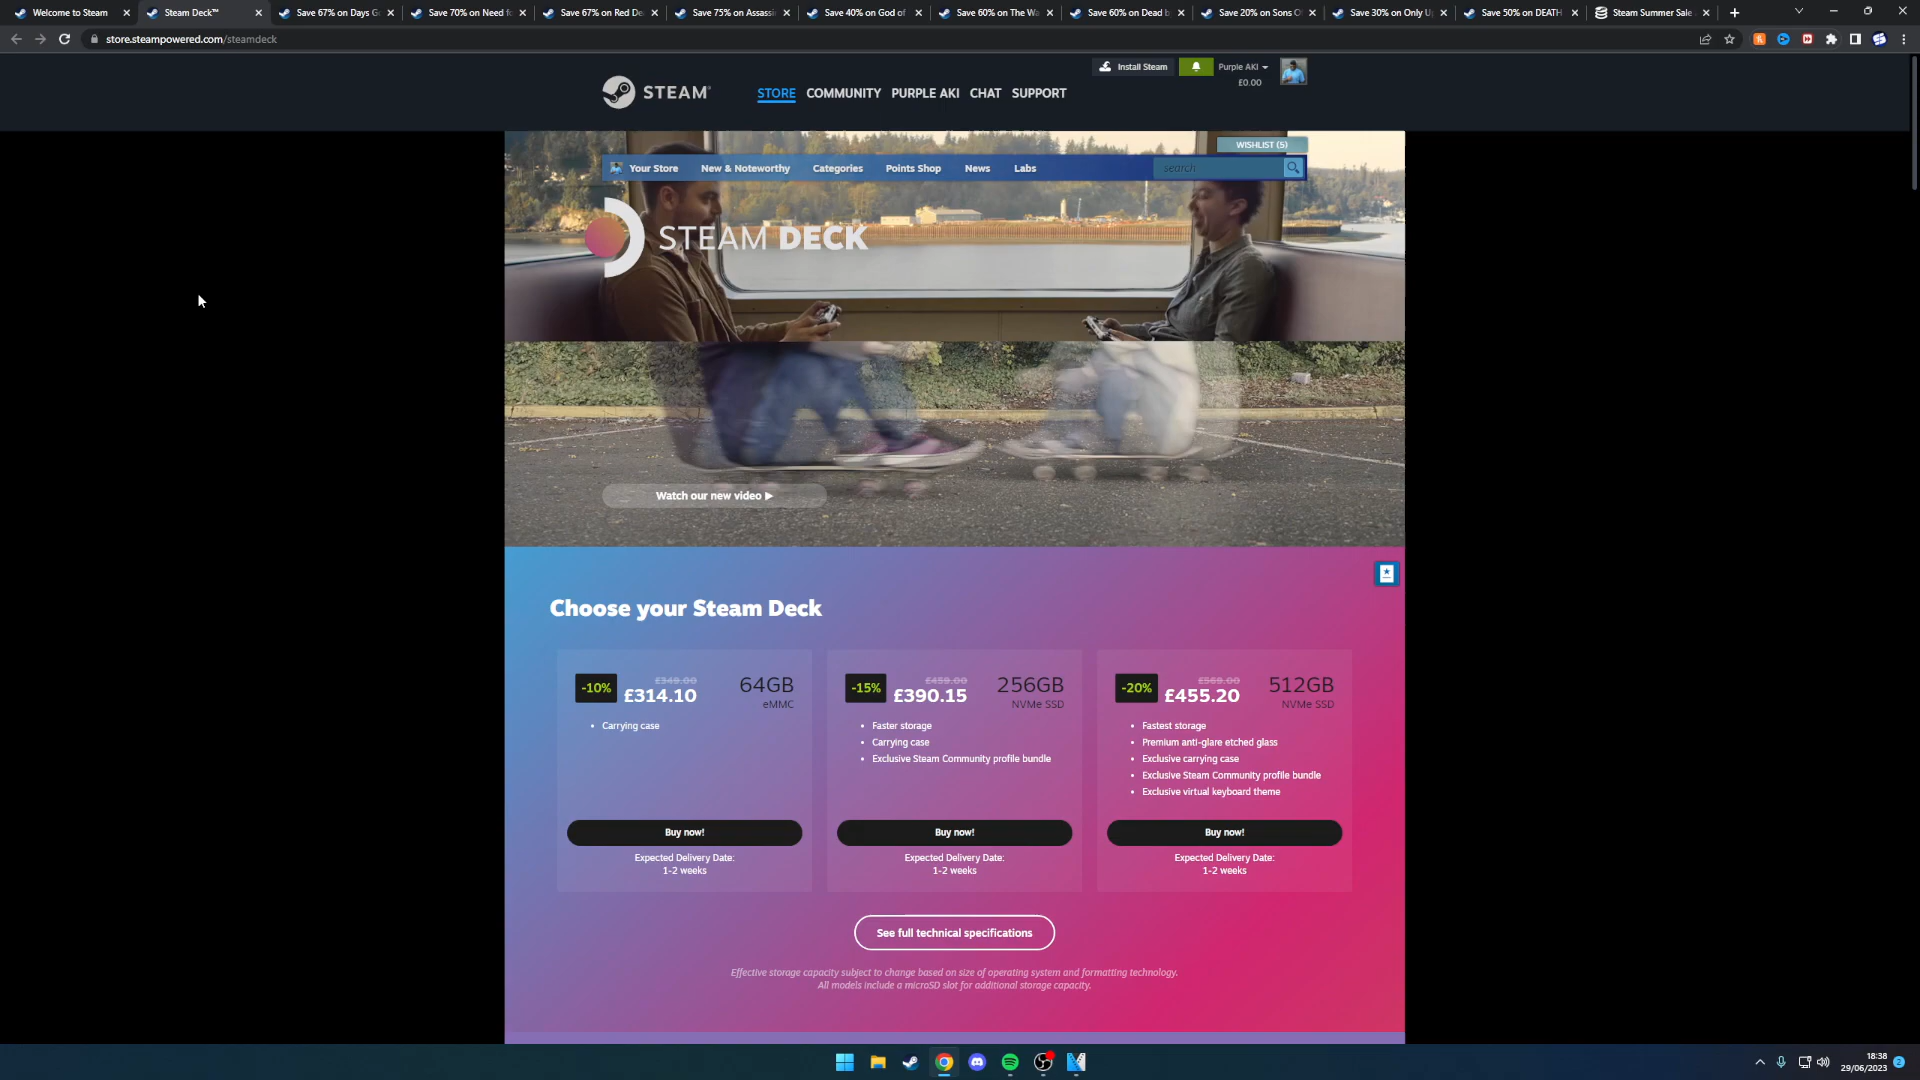 Welcome to Steam
Steam Deck™
Save 67% on Days G
Save 70% on Need fo
Save 67% on Red De
Save 75% on Assassi
Save 40% on God of
Save 60% on The Wa
Save 60% on Dead b
Save 20% on Sons O
Save 30% on Only U
Save 50% on DEATH
Steam Summer Sale
store.steampowered.com/steamdeck
Install Steam
Purple AKI
£0.00
STEAM®
STORE
COMMUNITY
PURPLE AKI
CHAT
SUPPORT
WISHLIST (5)
Your Store
New & Noteworthy
Categories
Points Shop
News
Labs
search
STEAM DECK
Watch our new video ▶
Choose your Steam Deck
-10%
£349.00
£314.10
64GB
eMMC
• Carrying case
Buy now!
Expected Delivery Date:
1-2 weeks
-15%
£459.00
£390.15
256GB
NVMe SSD
• Faster storage
• Carrying case
• Exclusive Steam Community profile bundle
Buy now!
Expected Delivery Date:
1-2 weeks
-20%
£569.00
£455.20
512GB
NVMe SSD
• Fastest storage
• Premium anti-glare etched glass
• Exclusive carrying case
• Exclusive Steam Community profile bundle
• Exclusive virtual keyboard theme
Buy now!
Expected Delivery Date:
1-2 weeks
See full technical specifications
Effective storage capacity subject to change based on size of operating system and formatting technology.
All models include a microSD slot for additional storage capacity.
18:38
29/06/2023
2